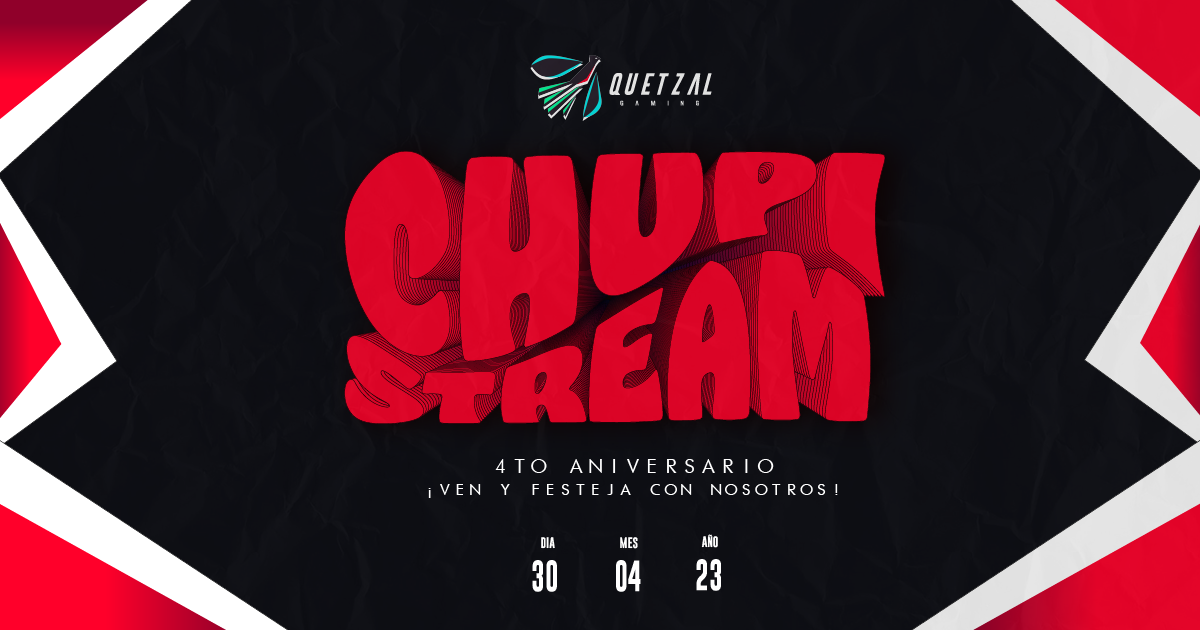 QUETZAL
GAMING
CHUPI
STREAM
4TO ANIVERSARIO
¡VEN Y FESTEJA CON NOSOTROS!
DIA MES AÑO
30 04 23